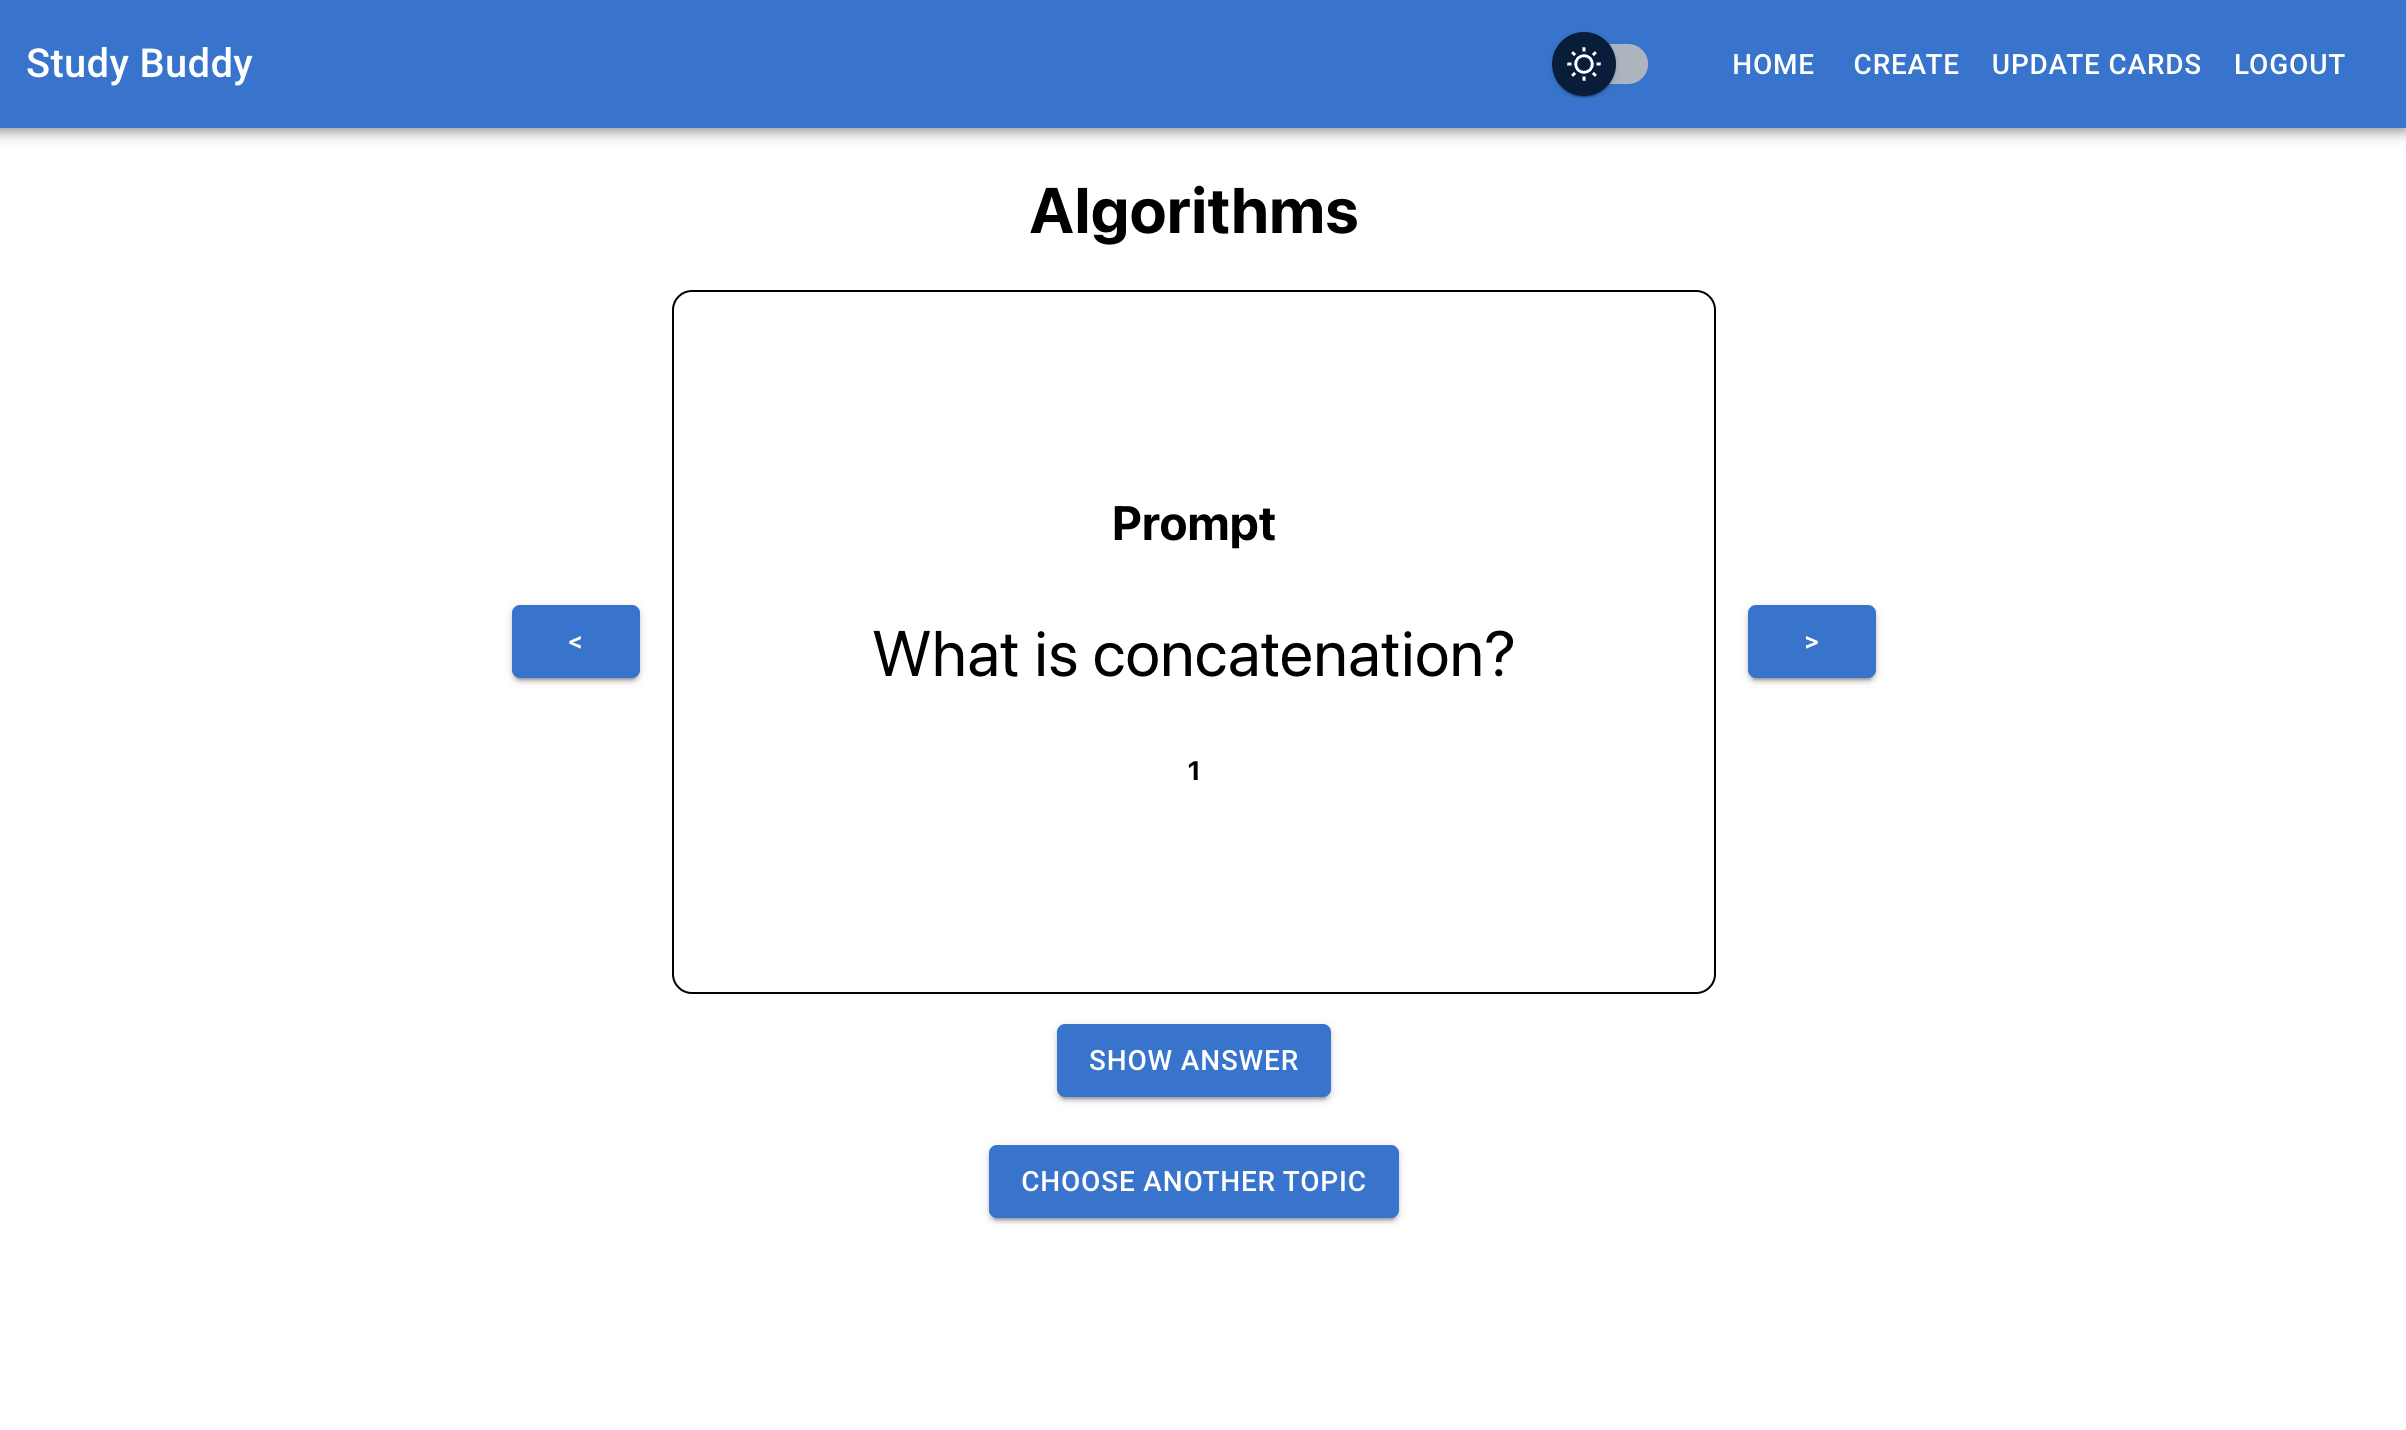 Study Buddy
HOME CREATE UPDATE CARDS LOGOUT
Algorithms
Prompt
What is concatenation?
1
< >
SHOW ANSWER
CHOOSE ANOTHER TOPIC